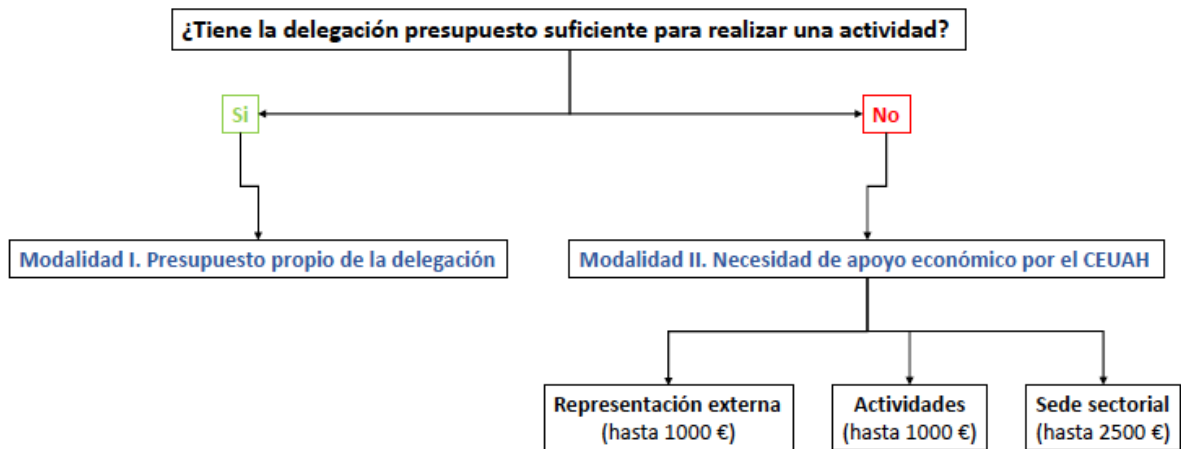 ¿Tiene la delegación presupuesto suficiente para realizar una actividad?
Si
No
Modalidad I. Presupuesto propio de la delegación
Modalidad II. Necesidad de apoyo económico por el CEUAH
Representación externa
(hasta 1000 €)
Actividades
(hasta 1000 €)
Sede sectorial
(hasta 2500 €)